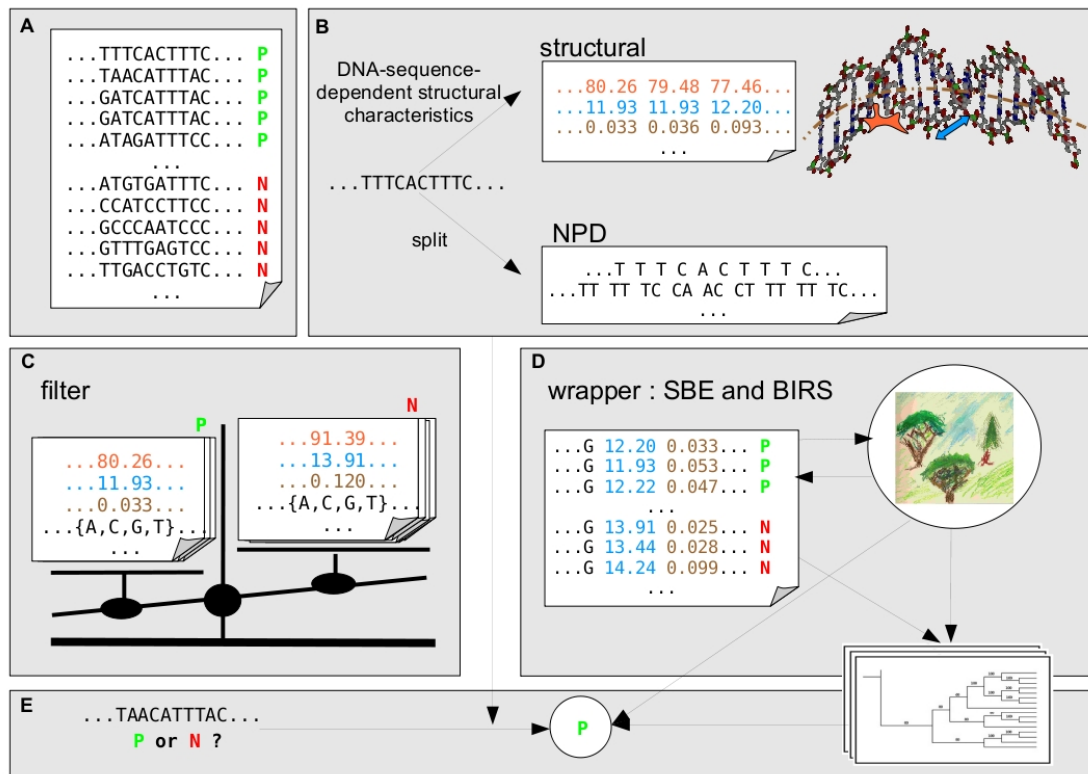 A
...TTTCACTTTC... P
...TAACATTTAC... P
...GATCATTTAC... P
...GATCATTTAC... P
...ATAGATTTCC... P
...
...ATGTGATTTC... N
...CCATCCTTCC... N
...GCCCAATCCC... N
...GTTTGAGTCC... N
...TTGACCTGTC... N
...
B
DNA-sequence-
dependent structural
characteristics
...TTTCACTTTC...
split
structural
...80.26 79.48 77.46...
...11.93 11.93 12.20...
...0.033 0.036 0.093...
...
NPD
...T T T C A C T T T C...
...TT TT TC CA AC CT TT TT TC...
...
C
filter
P
...80.26...
...11.93...
...0.033...
...{A,C,G,T}...
...
N
...91.39...
...13.91...
...0.120...
...{A,C,G,T}...
...
D
wrapper : SBE and BIRS
...G 12.20 0.033... P
...G 11.93 0.053... P
...G 12.22 0.047... P
...
...G 13.91 0.025... N
...G 13.44 0.028... N
...G 14.24 0.099... N
...
E
...TAACATTTAC...
P or N ?
P